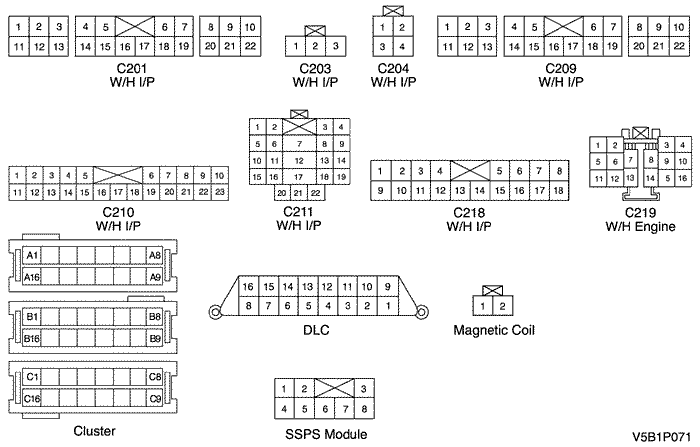 1 2 3 4 5 6 7 8 9 10
11 12 13 14 15 16 17 18 19 20 21 22
C201
W/H I/P
1 2 3
C203
W/H I/P
1 2
3 4
C204
W/H I/P
1 2 3 4 5 6 7 8 9 10
11 12 13 14 15 16 17 18 19 20 21 22
C209
W/H I/P
1 2 3 4 5 6 7 8 9 10
11 12 13 14 15 16 17 18 19 20 21 22 23
C210
W/H I/P
1 2 3 4
5 6 7 8 9
10 11 12 13 14
15 16 17 18 19
20 21 22
C211
W/H I/P
1 2 3 4 5 6 7 8
9 10 11 12 13 14 15 16 17 18
C218
W/H I/P
1 2 3 4
5 6 7 8 9 10
11 12 13 14 5 16
C219
W/H Engine
A1 A8
A16 A9
B1 B8
B16 B9
C1 C8
C16 C9
Cluster
16 15 14 13 12 11 10 9
8 7 6 5 4 3 2 1
DLC
1 2
Magnetic Coil
1 2 3
4 5 6 7 8
SSPS Module
V5B1P071